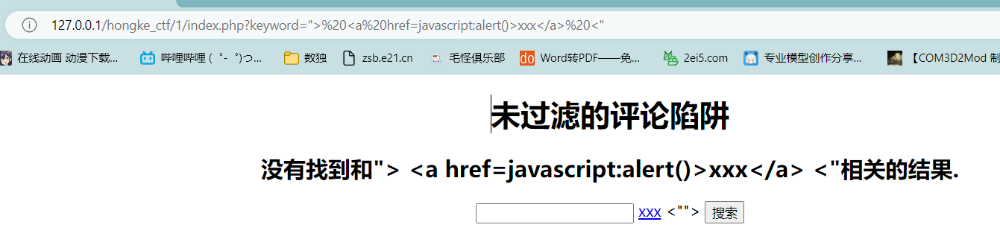 127.0.0.1/hongke_ctf/1/index.php?keyword=">%20<a%20href=javascript:alert()>xxx</a>%20<"
在线动画 动漫下载... 哔哩哔哩 ( ゜- ゜)つ... 数独 zsb.e21.cn 毛怪俱乐部 do Word转PDF——免... 2ei5.com 专业模型创作分享... 【COM3D2Mod 制
未过滤的评论陷阱
没有找到和"> <a href=javascript:alert()>xxx</a> <"相关的结果.
xxx <""> 搜索